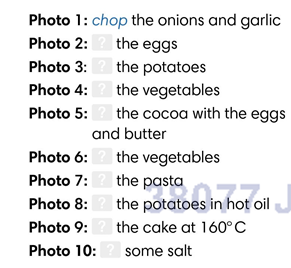 Photo 1: chop the onions and garlic
Photo 2: ? the eggs
Photo 3: ? the potatoes
Photo 4: ? the vegetables
Photo 5: ? the cocoa with the eggs
and butter
Photo 6: ? the vegetables
Photo 7: ? the pasta
Photo 8: ? the potatoes in hot oil
Photo 9: ? the cake at 160° C
Photo 10: ? some salt
38077 J